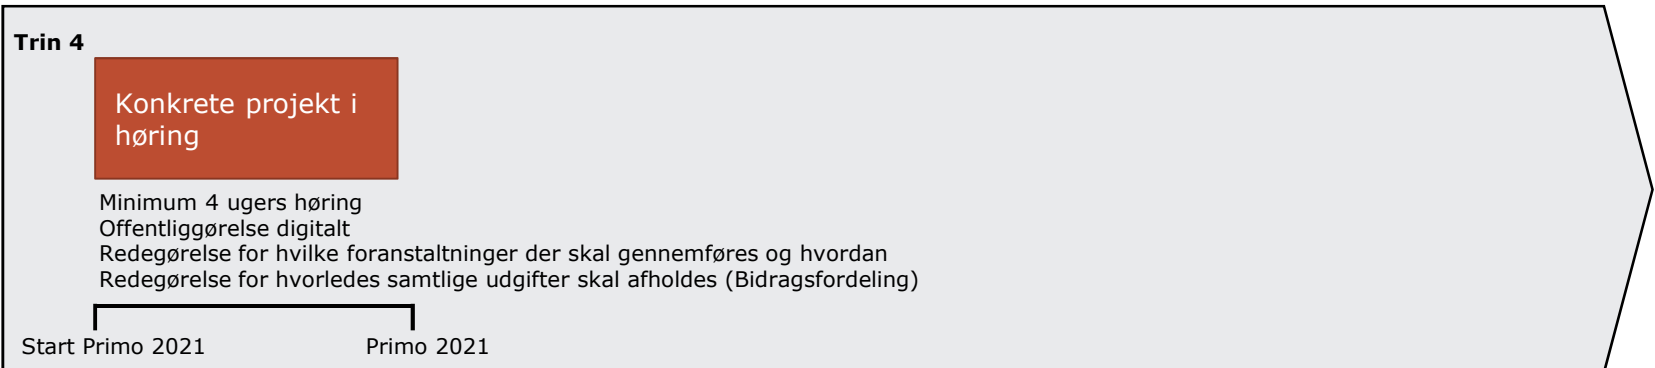 Trin 4
Konkrete projekt i
høring
Minimum 4 ugers høring
Offentliggørelse digitalt
Redegørelse for hvilke foranstaltninger der skal gennemføres og hvordan
Redegørelse for hvorledes samtlige udgifter skal afholdes (Bidragsfordeling)
Start Primo 2021
Primo 2021